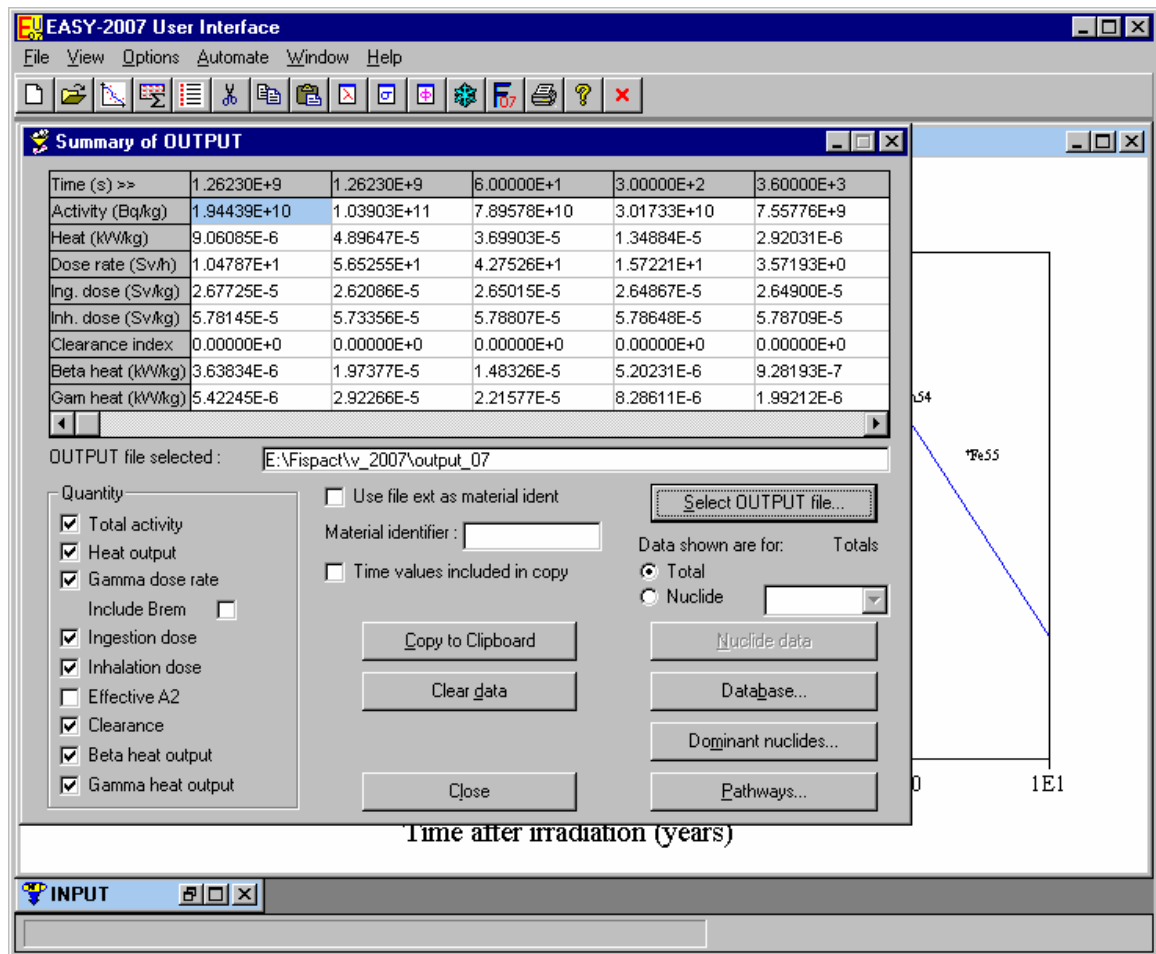 EASY-2007 User Interface
File View Options Automate Window Help
Summary of OUTPUT
Time (s) >> 1.26230E+9 1.26230E+9 6.00000E+1 3.00000E+2 3.60000E+3
Activity (Bq/kg) 1.94439E+10 1.03903E+11 7.89578E+10 3.01733E+10 7.55776E+9
Heat (kW/kg) 9.06085E-6 4.89647E-5 3.69903E-5 1.34884E-5 2.92031E-6
Dose rate (Sv/h) 1.04787E+1 5.65255E+1 4.27526E+1 1.57221E+1 3.57193E+0
Ing. dose (Sv/kg) 2.67725E-5 2.62086E-5 2.65015E-5 2.64867E-5 2.64900E-5
Inh. dose (Sv/kg) 5.78145E-5 5.73356E-5 5.78807E-5 5.78648E-5 5.78709E-5
Clearance index 0.00000E+0 0.00000E+0 0.00000E+0 0.00000E+0 0.00000E+0
Beta heat (kW/kg) 3.63834E-6 1.97377E-5 1.48326E-5 5.20231E-6 9.28193E-7
Gam heat (kW/kg) 5.42245E-6 2.92266E-5 2.21577E-5 8.28611E-6 1.99212E-6
54
*Fe55
OUTPUT file selected : E:\Fispact\v_2007\output_07
Quantity
Total activity
Heat output
Gamma dose rate
Include Brem
Ingestion dose
Inhalation dose
Effective A2
Clearance
Beta heat output
Gamma heat output
Use file ext as material ident
Material identifier :
Time values included in copy
Copy to Clipboard
Clear data
Close
Select OUTPUT file...
Data shown are for: Totals
Total
Nuclide
Nuclide data
Database...
Dominant nuclides...
Pathways...
0 1E1
Time after irradiation (years)
INPUT